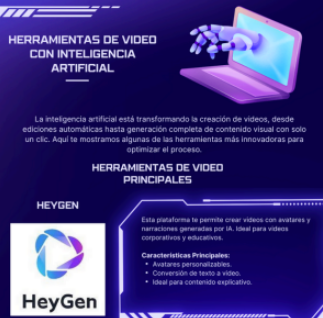 HERRAMIENTAS DE VIDEO
CON INTELIGENCIA
ARTIFICIAL
La inteligencia artificial está transformando la creación de videos, desde
ediciones automáticas hasta generación completa de contenido visual con solo
un clic. Aquí te mostramos algunas de las herramientas más innovadoras para
optimizar el proceso.
HERRAMIENTAS DE VIDEO
PRINCIPALES
HEYGEN
HeyGen
Esta plataforma te permite crear videos con avatares y
narraciones generadas por IA. Ideal para videos
corporativos y educativos.
Características Principales:
• Avatares personalizables.
• Conversión de texto a video.
• Ideal para contenido explicativo.